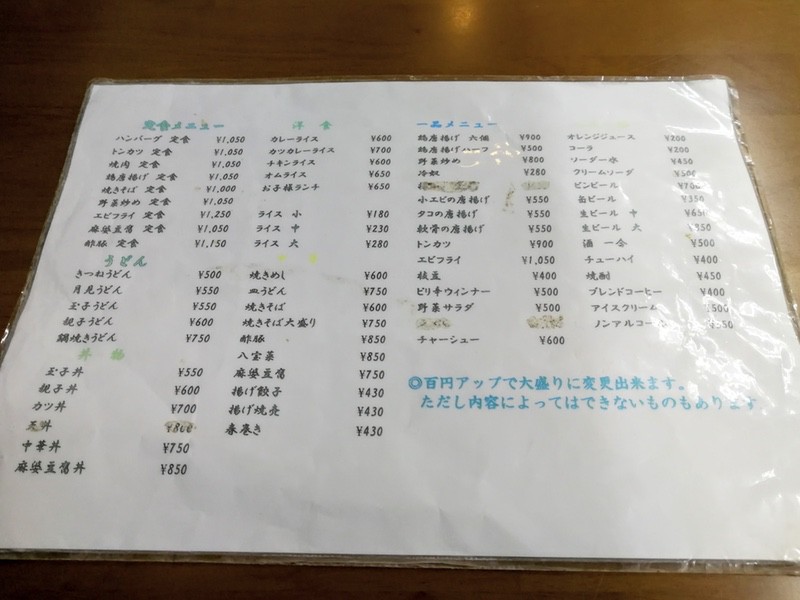 定食メニュー
ハンバーグ 定食 ¥1,050
トンカツ 定食 ¥1,050
焼肉 定食 ¥1,050
鶏唐揚げ 定食 ¥1,050
焼きそば 定食 ¥1,000
野菜炒め 定食 ¥1,050
エビフライ 定食 ¥1,250
麻婆豆腐 定食 ¥1,050
酢豚 定食 ¥1,150
うどん
きつねうどん ¥500
月見うどん ¥550
玉子うどん ¥550
親子うどん ¥600
鍋焼きうどん ¥750
丼 物
玉子丼 ¥550
親子丼 ¥600
カツ丼 ¥700
天丼 ¥800
中華丼 ¥750
麻婆豆腐丼 ¥850
洋 食
カレーライス ¥600
カツカレーライス ¥700
チキンライス ¥600
オムライス ¥650
お子様ランチ ¥650
ライス 小 ¥180
ライス 中 ¥230
ライス 大 ¥280
焼きめし ¥600
皿うどん ¥750
焼きそば ¥600
焼きそば大盛り ¥750
酢豚 ¥850
八宝菜 ¥850
麻婆豆腐 ¥750
揚げ餃子 ¥430
揚げ焼売 ¥430
春巻き ¥430
一品メニュー
鶏唐揚げ 六個 ¥900
鶏唐揚げハーフ ¥500
野菜炒め ¥800
冷奴 ¥280
小エビの唐揚げ ¥550
タコの唐揚げ ¥550
軟骨の唐揚げ ¥550
トンカツ ¥900
エビフライ ¥1,050
枝豆 ¥400
ピリ辛ウィンナー ¥500
野菜サラダ ¥500
チャーシュー ¥600
オレンジジュース ¥200
コーラ ¥200
ソーダー水 ¥450
クリームソーダ ¥500
ビンビール ¥700
缶ビール ¥350
生ビール 中 ¥650
生ビール 大 ¥850
酒 一合 ¥500
チューハイ ¥400
焼酎 ¥450
ブレンドコーヒー ¥400
アイスクリーム ¥500
ノンアルコール ¥350
◎百円アップで大盛りに変更出来ます。
ただし内容によってはできないものもあります